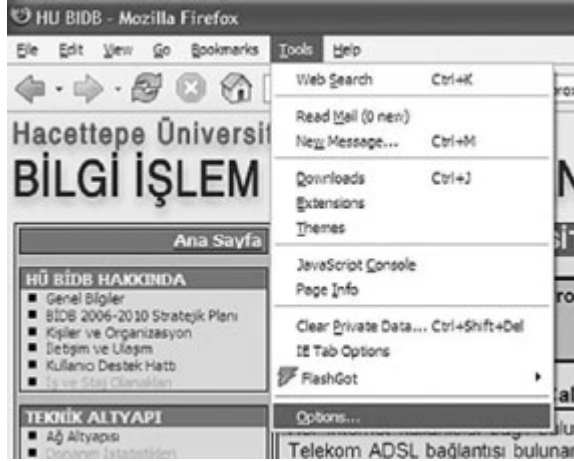 HU BIDB - Mozilla Firefox
File Edit View Go Bookmarks Tools Help
Web Search Ctrl+K
Read Mail (0 new)
New Message... Ctrl+M
Downloads Ctrl+J
Extensions
Themes
JavaScript Console
Page Info
Clear Private Data... Ctrl+Shift+Del
IE Tab Options
FlashGot
Options...
Hacettepe Üniversit
BİLGİ İŞLEM
Ana Sayfa
HÜ BİDB HAKKINDA
Genel Bilgiler
BİDB 2006-2010 Stratejik Planı
Kişiler ve Organizasyon
İletişim ve Ulaşım
Kullanıcı Destek Hattı
İş ve Staj Olanakları
TEKNİK ALTYAPI
Ağ Altyapısı
Donanım İstatistikleri
Telekom ADSL bağlantısı bulunan